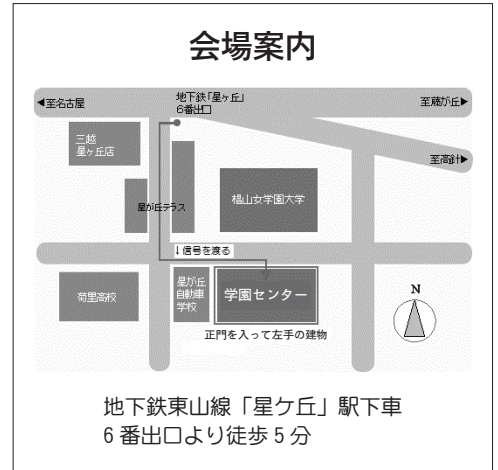 会場案内
◀至名古屋
地下鉄「星ヶ丘」
6番出口
至藤が丘▶
三越
星ヶ丘店
至高針▶
星が丘テラス
椙山女学園大学
↓信号を渡る
菊里高校
星が丘
自動車
学校
学園センター
N
正門を入って左手の建物
地下鉄東山線「星ケ丘」駅下車
6番出口より徒歩5分